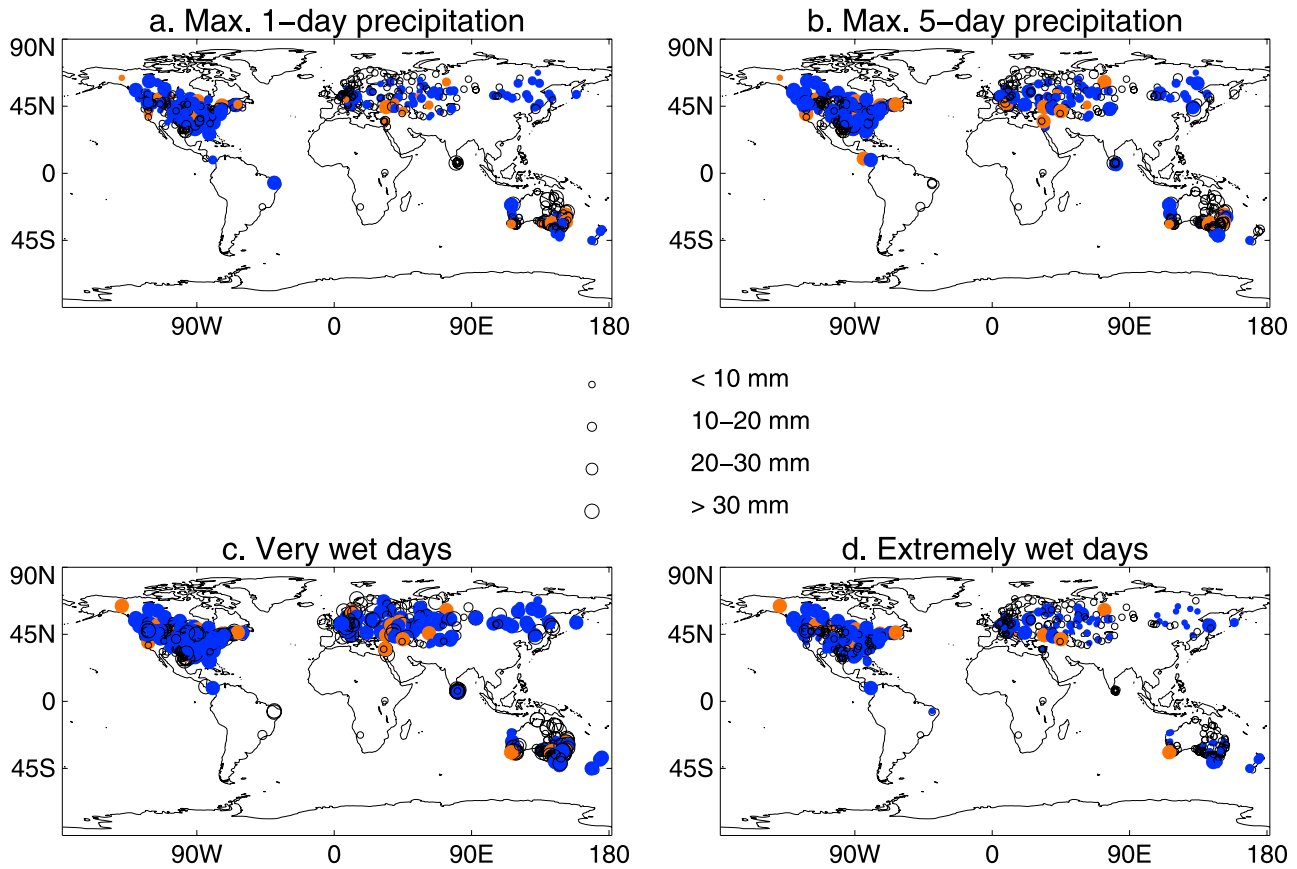 a. Max. 1−day precipitation
b. Max. 5−day precipitation
90N
45N
0
45S
90W
0
90E
180
90N
45N
0
45S
90W
0
90E
180
< 10 mm
10−20 mm
20−30 mm
> 30 mm
c. Very wet days
d. Extremely wet days
90N
45N
0
45S
90W
0
90E
180
90N
45N
0
45S
90W
0
90E
180